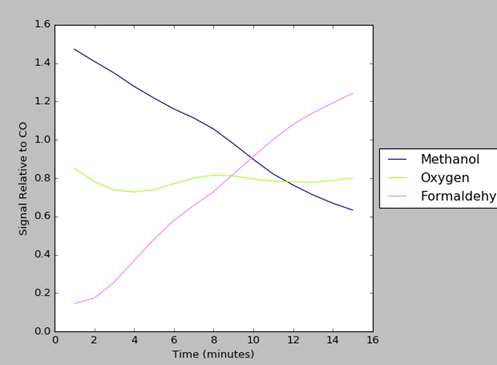 1.6
1.4
1.2
1.0
0.8
0.6
0.4
0.2
0.0
0 2 4 6 8 10 12 14 16
Signal Relative to CO
Time (minutes)
Methanol
Oxygen
Formaldehy